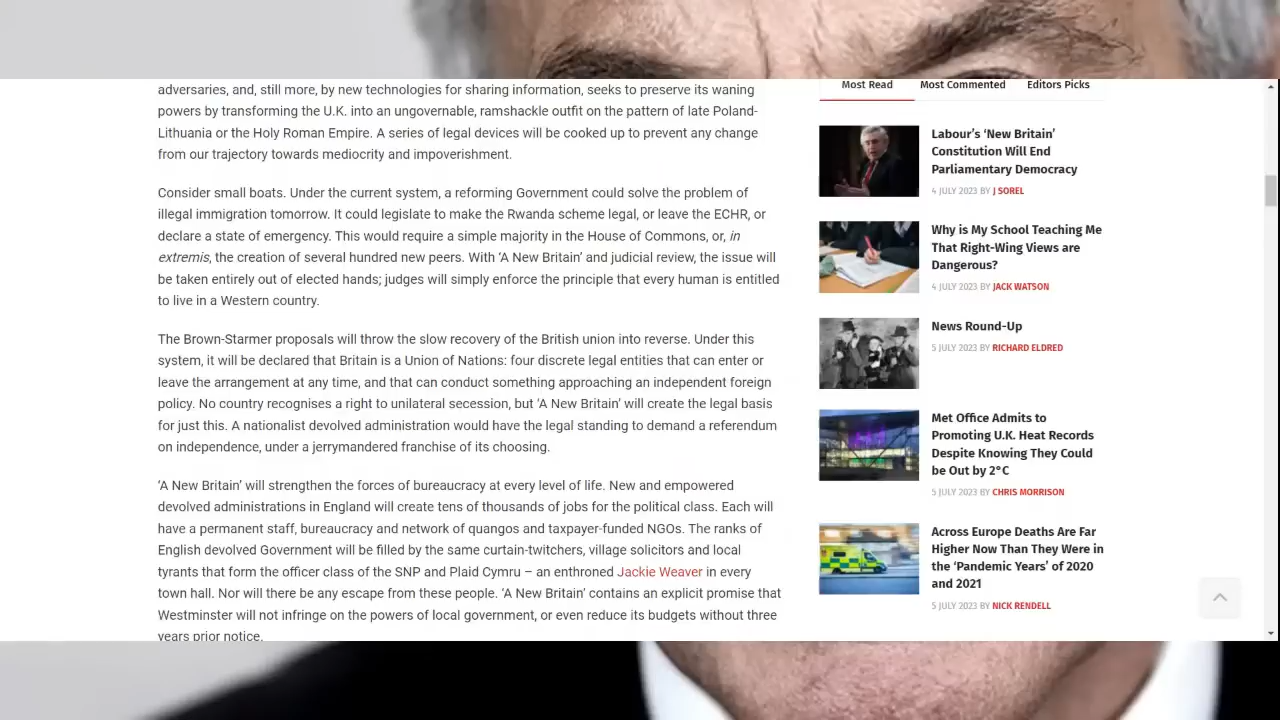 adversaries, and, still more, by new technologies for sharing information, seeks to preserve its waning
powers by transforming the U.K. into an ungovernable, ramshackle outfit on the pattern of late Poland-
Lithuania or the Holy Roman Empire. A series of legal devices will be cooked up to prevent any change
from our trajectory towards mediocrity and impoverishment.
Consider small boats. Under the current system, a reforming Government could solve the problem of
illegal immigration tomorrow. It could legislate to make the Rwanda scheme legal, or leave the ECHR, or
declare a state of emergency. This would require a simple majority in the House of Commons, or, in
extremis, the creation of several hundred new peers. With ‘A New Britain’ and judicial review, the issue will
be taken entirely out of elected hands; judges will simply enforce the principle that every human is entitled
to live in a Western country.
The Brown-Starmer proposals will throw the slow recovery of the British union into reverse. Under this
system, it will be declared that Britain is a Union of Nations: four discrete legal entities that can enter or
leave the arrangement at any time, and that can conduct something approaching an independent foreign
policy. No country recognises a right to unilateral secession, but ‘A New Britain’ will create the legal basis
for just this. A nationalist devolved administration would have the legal standing to demand a referendum
on independence, under a jerrymandered franchise of its choosing.
‘A New Britain’ will strengthen the forces of bureaucracy at every level of life. New and empowered
devolved administrations in England will create tens of thousands of jobs for the political class. Each will
have a permanent staff, bureaucracy and network of quangos and taxpayer-funded NGOs. The ranks of
English devolved Government will be filled by the same curtain-twitchers, village solicitors and local
tyrants that form the officer class of the SNP and Plaid Cymru – an enthroned Jackie Weaver in every
town hall. Nor will there be any escape from these people. ‘A New Britain’ contains an explicit promise that
Westminster will not infringe on the powers of local government, or even reduce its budgets without three
years prior notice.
Most Read Most Commented Editors Picks
Labour’s ‘New Britain’
Constitution Will End
Parliamentary Democracy
4 JULY 2023 BY J SOREL
Why is My School Teaching Me
That Right-Wing Views are
Dangerous?
4 JULY 2023 BY JACK WATSON
News Round-Up
5 JULY 2023 BY RICHARD ELDRED
Met Office Admits to
Promoting U.K. Heat Records
Despite Knowing They Could
be Out by 2°C
5 JULY 2023 BY CHRIS MORRISON
Across Europe Deaths Are Far
Higher Now Than They Were in
the ‘Pandemic Years’ of 2020
and 2021
5 JULY 2023 BY NICK RENDELL